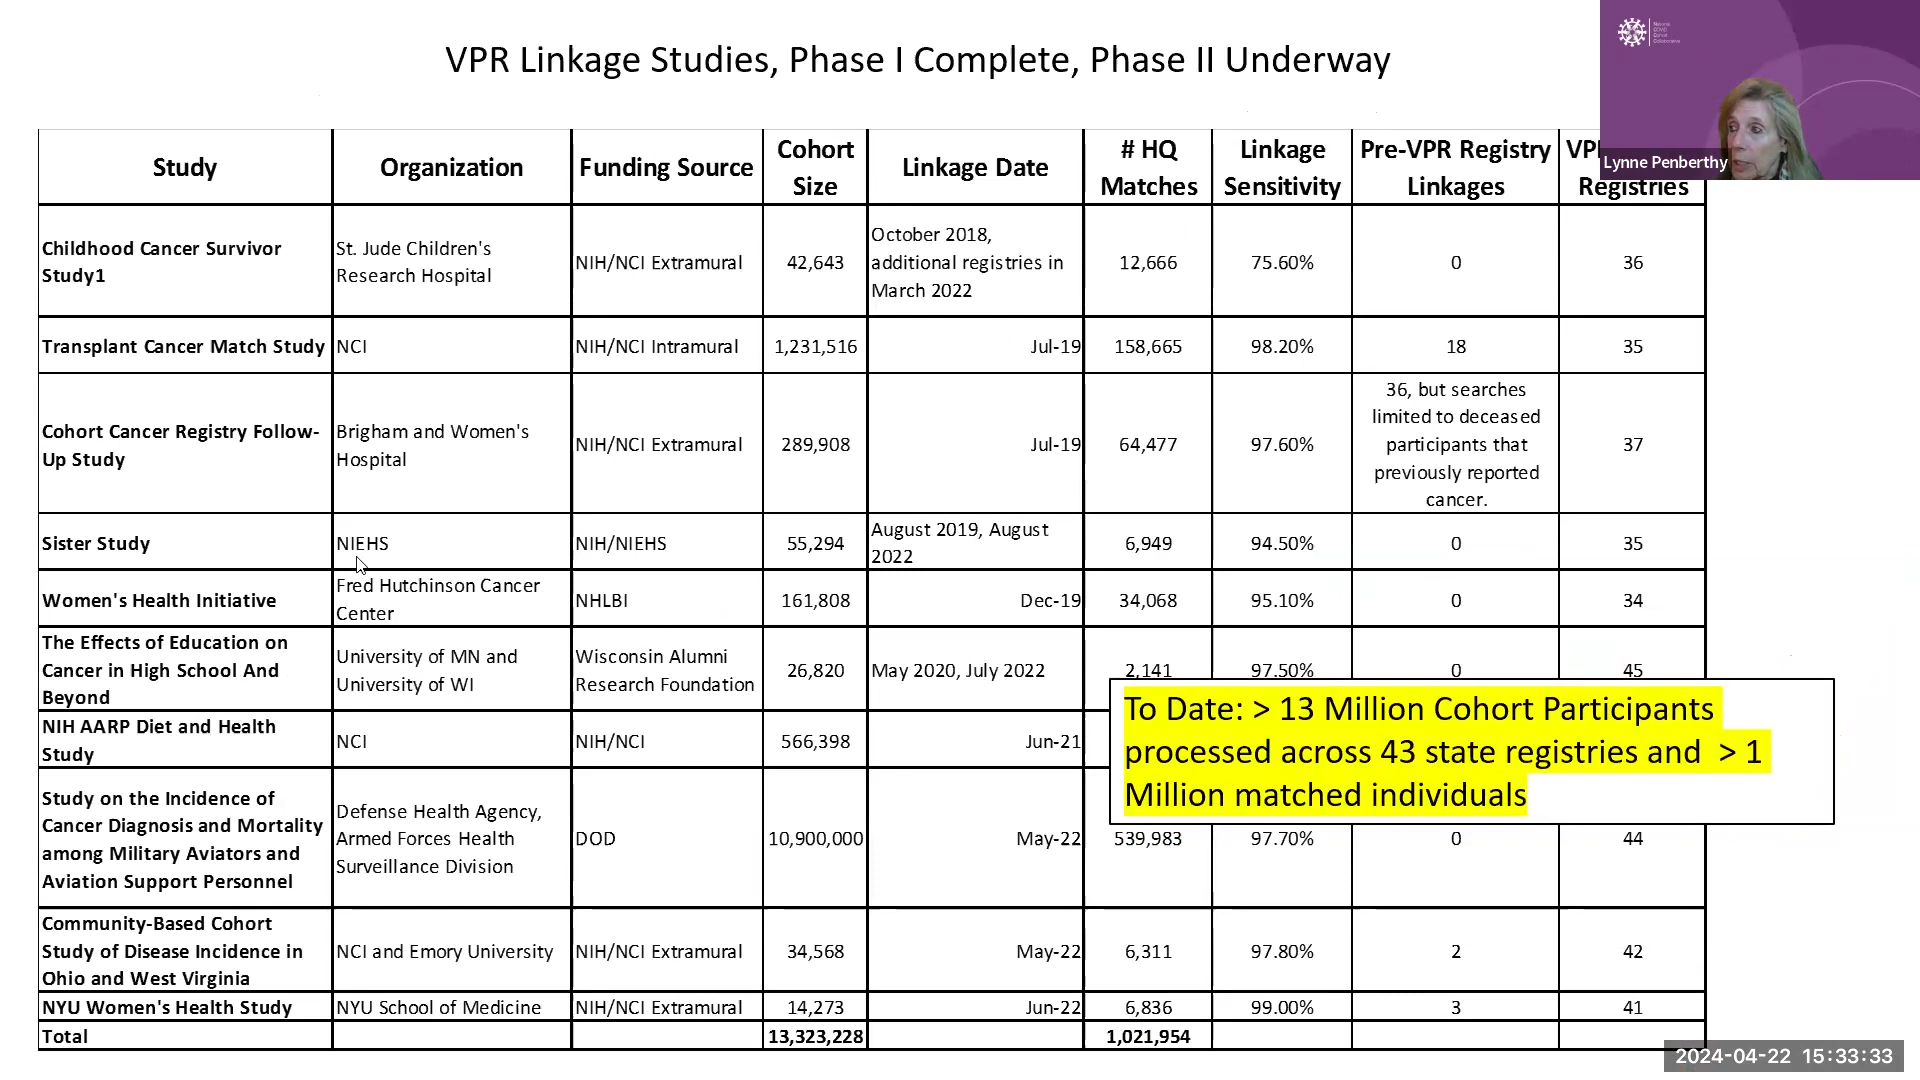 VPR Linkage Studies, Phase I Complete, Phase II Underway
National
COVID
Cohort
Collaborative
Lynne Penberthy
Study
Organization
Funding Source
Cohort
Size
Linkage Date
# HQ
Matches
Linkage
Sensitivity
Pre-VPR Registry
Linkages
VP
Registries
Childhood Cancer Survivor
Study1
St. Jude Children's
Research Hospital
NIH/NCI Extramural
42,643
October 2018,
additional registries in
March 2022
12,666
75.60%
0
36
Transplant Cancer Match Study
NCI
NIH/NCI Intramural
1,231,516
Jul-19
158,665
98.20%
18
35
Cohort Cancer Registry Follow-
Up Study
Brigham and Women's
Hospital
NIH/NCI Extramural
289,908
Jul-19
64,477
97.60%
36, but searches
limited to deceased
participants that
previously reported
cancer.
37
Sister Study
NIEHS
NIH/NIEHS
55,294
August 2019, August
2022
6,949
94.50%
0
35
Women's Health Initiative
Fred Hutchinson Cancer
Center
NHLBI
161,808
Dec-19
34,068
95.10%
0
34
The Effects of Education on
Cancer in High School And
Beyond
University of MN and
University of WI
Wisconsin Alumni
Research Foundation
26,820
May 2020, July 2022
2,141
97.50%
0
45
NIH AARP Diet and Health
Study
NCI
NIH/NCI
566,398
Jun-21
To Date: > 13 Million Cohort Participants
processed across 43 state registries and > 1
Million matched individuals
Study on the Incidence of
Cancer Diagnosis and Mortality
among Military Aviators and
Aviation Support Personnel
Defense Health Agency,
Armed Forces Health
Surveillance Division
DOD
10,900,000
May-22
539,983
97.70%
0
44
Community-Based Cohort
Study of Disease Incidence in
Ohio and West Virginia
NCI and Emory University
NIH/NCI Extramural
34,568
May-22
6,311
97.80%
2
42
NYU Women's Health Study
NYU School of Medicine
NIH/NCI Extramural
14,273
Jun-22
6,836
99.00%
3
41
Total
13,323,228
1,021,954
2024-04-22 15:33:33